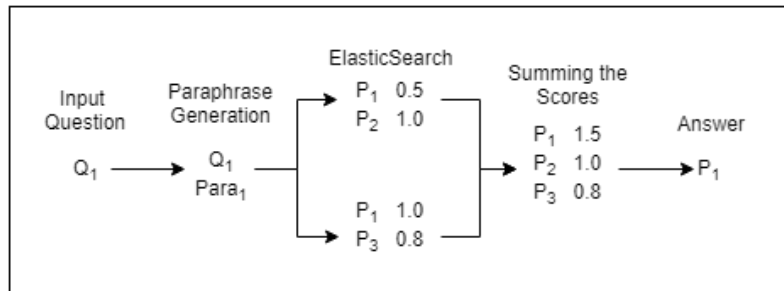 Input
Question
Q1
Paraphrase
Generation
Q1
Para1
ElasticSearch
P1 0.5
P2 1.0
P1 1.0
P3 0.8
Summing the
Scores
P1 1.5
P2 1.0
P3 0.8
Answer
P1